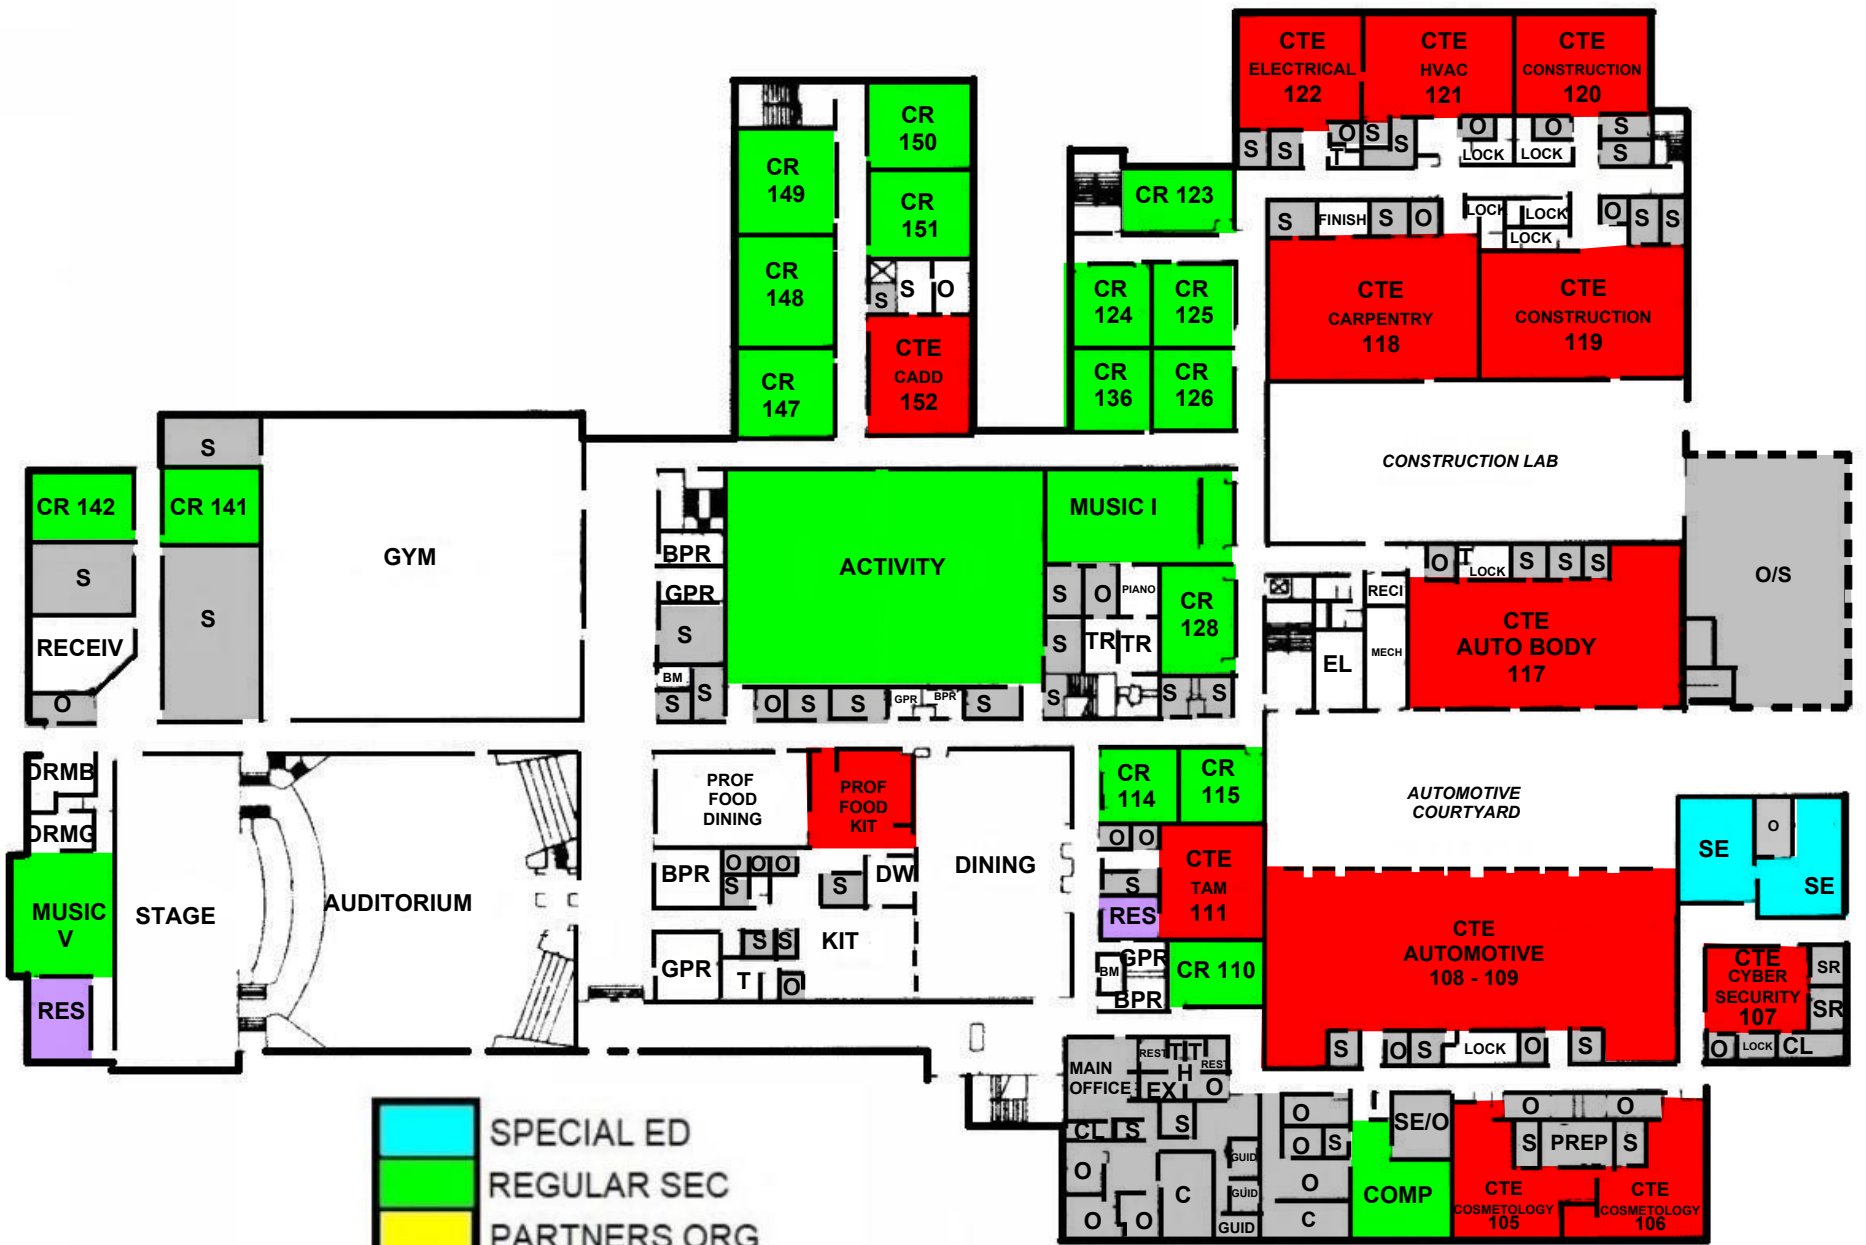 CTE
ELECTRICAL
122
CTE
HVAC
121
CTE
CONSTRUCTION
120
S
S
O
T
S
S
O
LOCK
O
LOCK
S
S
CR
150
CR
149
CR
151
CR
148
S
S
O
CR
147
CTE
CADD
152
CR 123
CR
124
CR
125
CR
136
CR
126
S
FINISH
S
O
LOCK
LOCK
LOCK
O
S
S
CTE
CARPENTRY
118
CTE
CONSTRUCTION
119
CONSTRUCTION LAB
O/S
S
CR 142
CR 141
S
S
RECEIV
O
GYM
BPR
GPR
S
BM
S
S
ACTIVITY
O
S
S
GPR
BPR
S
MUSIC I
S
O
PIANO
CR
128
S
TR
TR
S
S
S
RECI
EL
MECH
O
T
LOCK
S
S
S
CTE
AUTO BODY
117
DRMB
DRMG
MUSIC
V
RES
STAGE
AUDITORIUM
PROF
FOOD
DINING
PROF
FOOD
KIT
BPR
O
O
O
S
S
DW
KIT
S
S
GPR
T
O
DINING
CR
114
CR
115
O
O
CTE
TAM
111
S
RES
GPR
BM
BPR
CR 110
AUTOMOTIVE
COURTYARD
SE
O
SE
CTE
AUTOMOTIVE
108 - 109
S
O
S
LOCK
O
S
CTE
CYBER
SECURITY
107
SR
SR
O
LOCK
CL
MAIN
OFFICE
REST
T
T
REST
H
EX
O
CL
S
S
O
O
O
C
GUID
GUID
GUID
O
O
S
O
C
SE/O
COMP
O
O
S
PREP
S
CTE
COSMETOLOGY
105
CTE
COSMETOLOGY
106
SPECIAL ED
REGULAR SEC
PARTNERS ORG